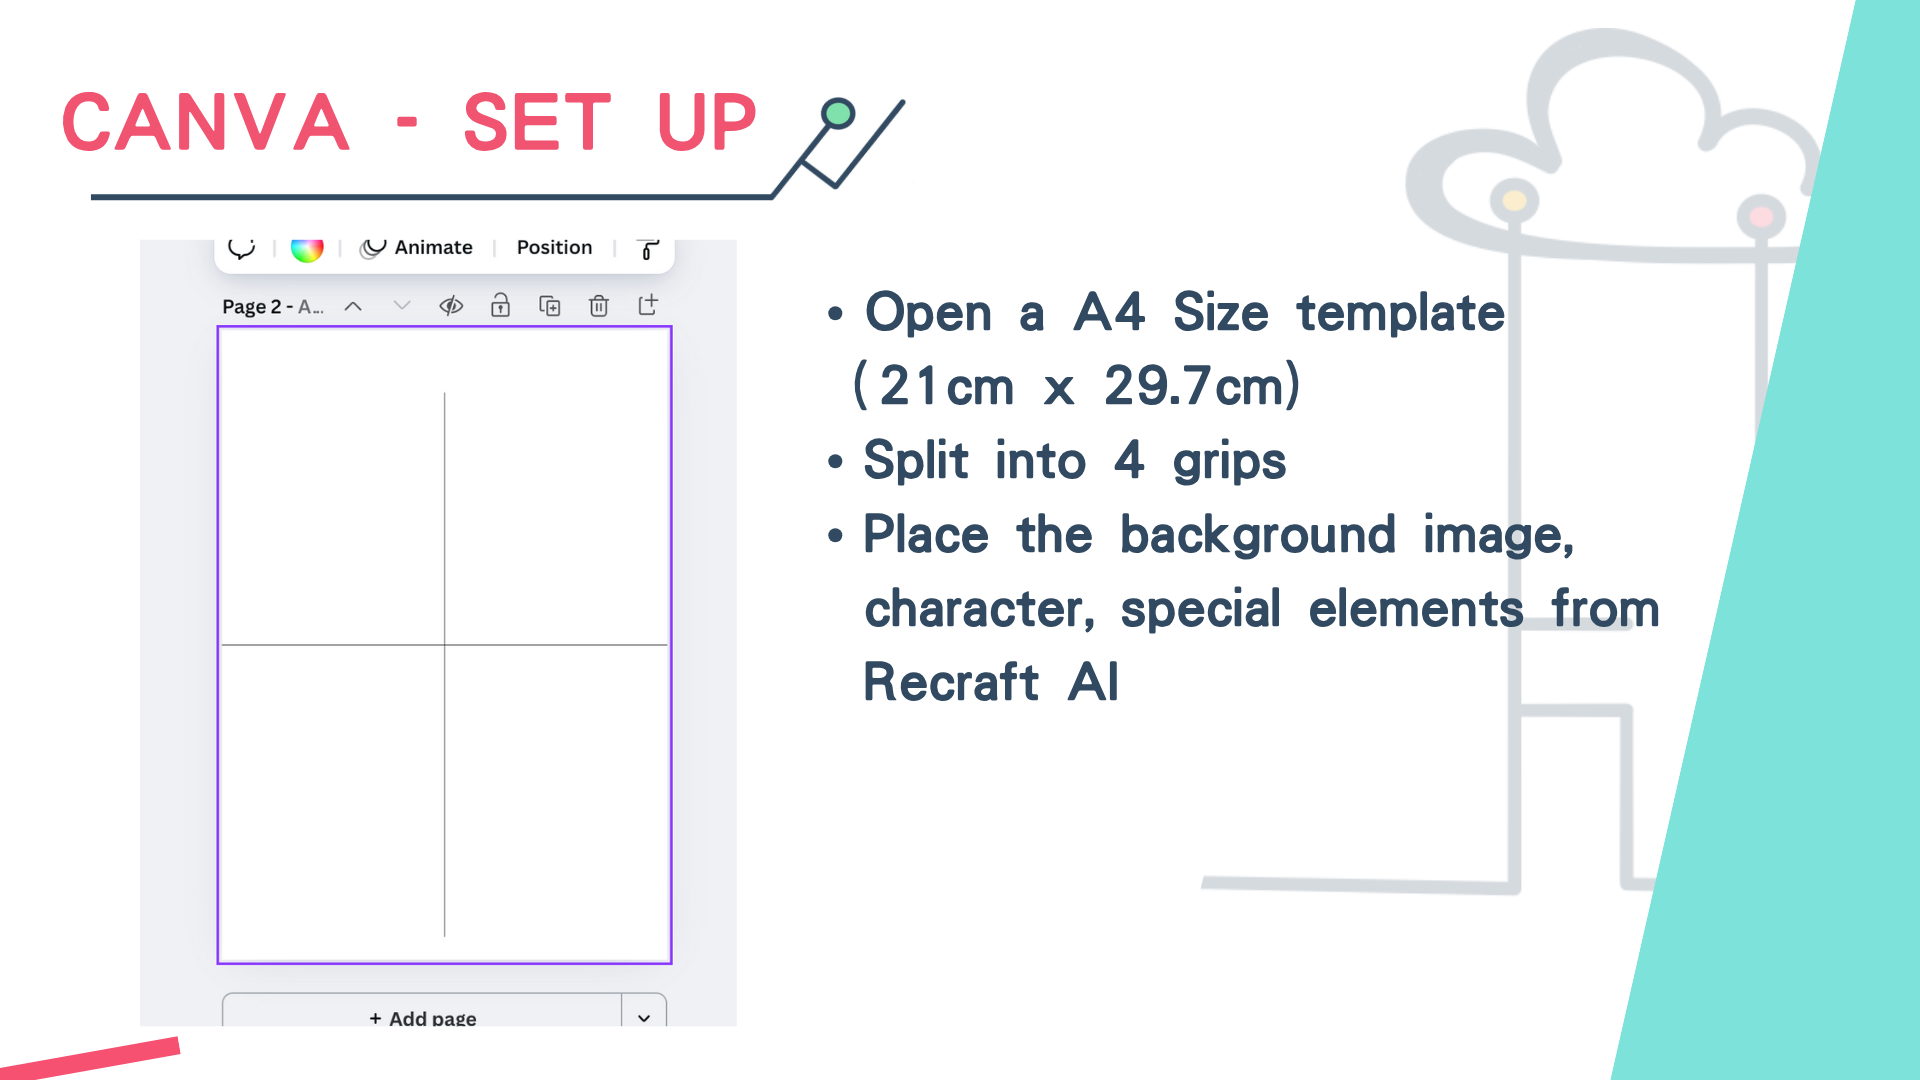 CANVA - SET UP
Animate
Position
Page 2 - A...
+ Add page
• Open a A4 Size template
(21cm x 29.7cm)
• Split into 4 grips
• Place the background image,
character, special elements from
Recraft AI